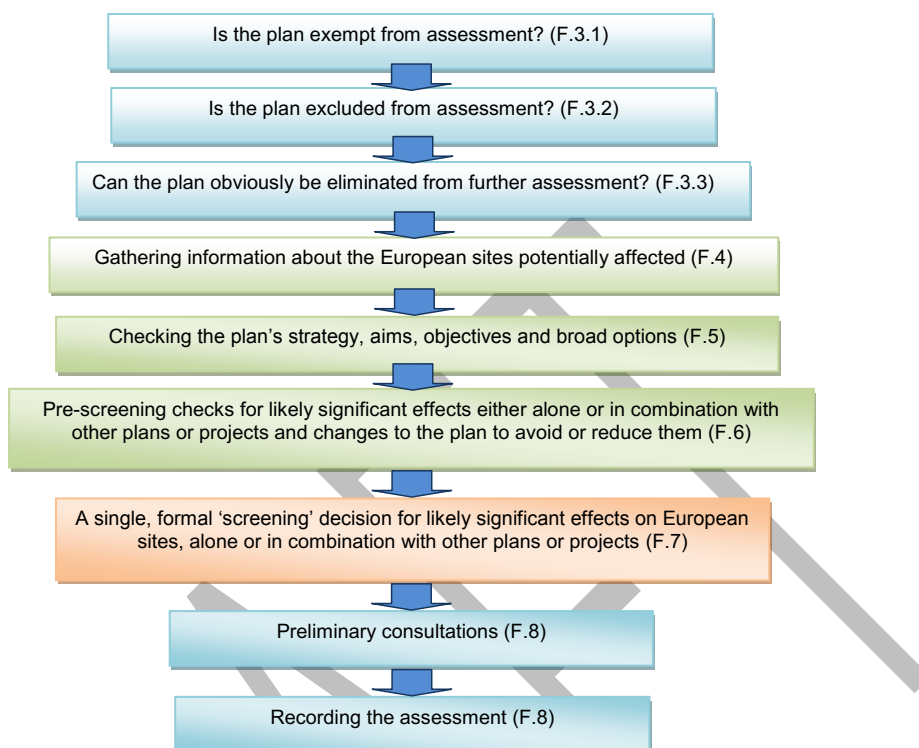 Is the plan exempt from assessment? (F.3.1)
Is the plan excluded from assessment? (F.3.2)
Can the plan obviously be eliminated from further assessment? (F.3.3)
Gathering information about the European sites potentially affected (F.4)
Checking the plan’s strategy, aims, objectives and broad options (F.5)
Pre-screening checks for likely significant effects either alone or in combination with
other plans or projects and changes to the plan to avoid or reduce them (F.6)
A single, formal ‘screening’ decision for likely significant effects on European
sites, alone or in combination with other plans or projects (F.7)
Preliminary consultations (F.8)
Recording the assessment (F.8)